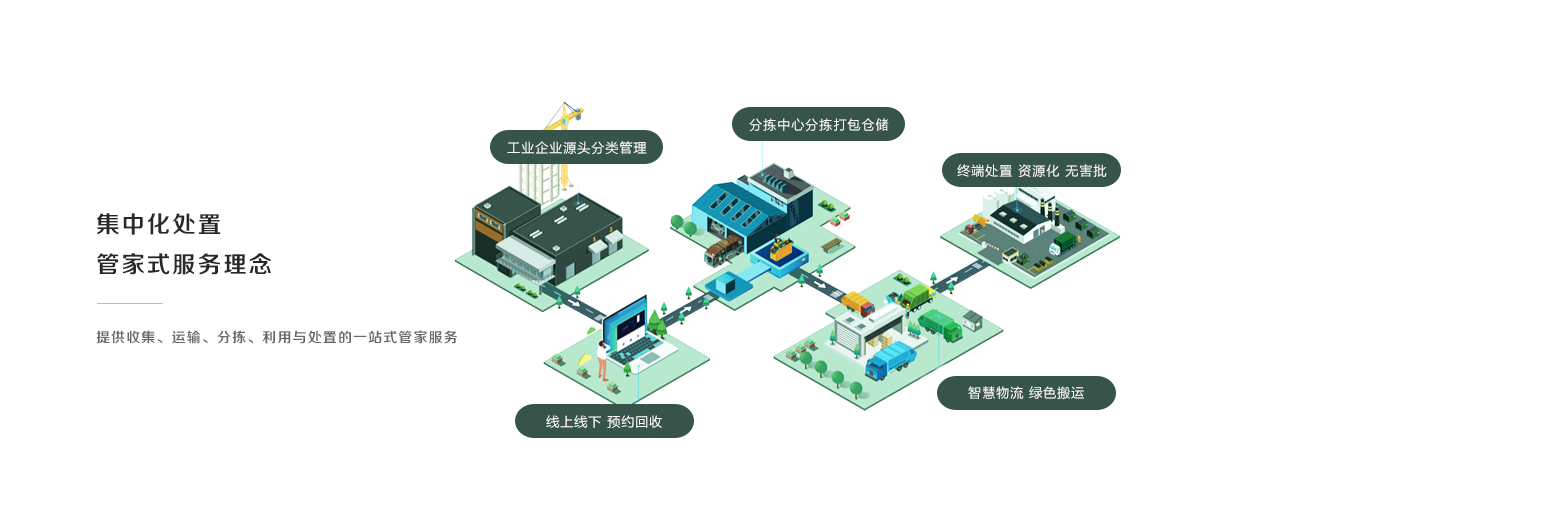 集中化处置
管家式服务理念
提供收集、运输、分拣、利用与处置的一站式管家服务
工业企业源头分类管理
分拣中心分拣打包仓储
终端处置 资源化 无害批
线上线下 预约回收
智慧物流 绿色搬运